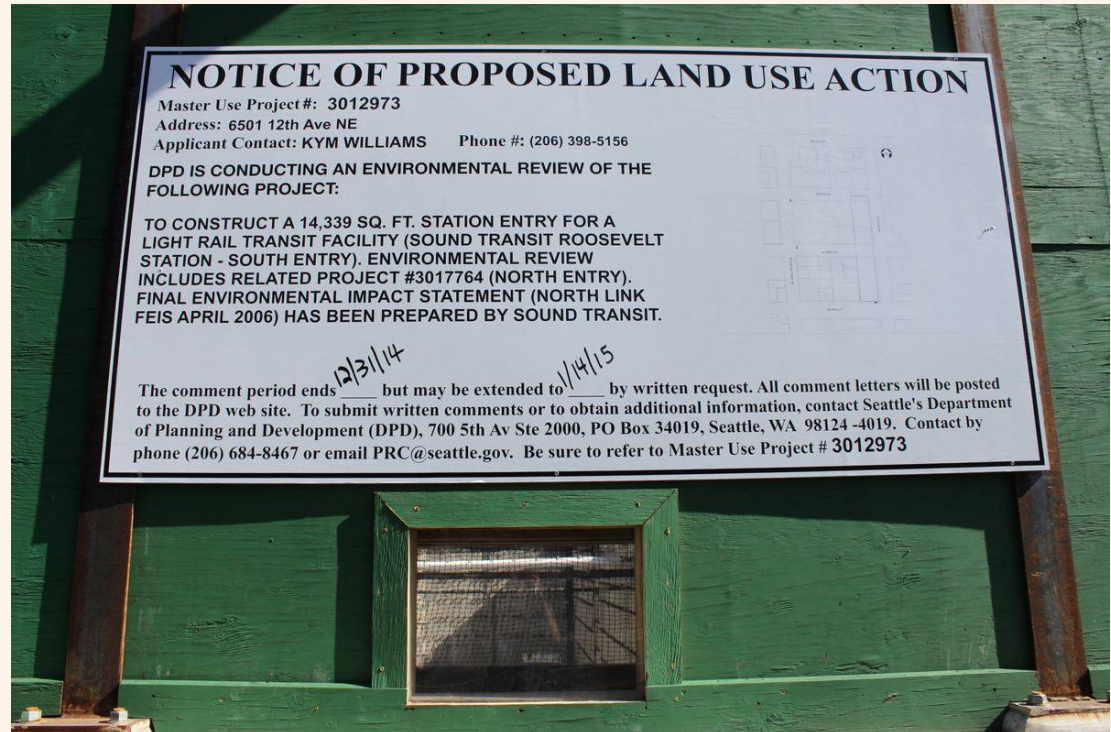 NOTICE OF PROPOSED LAND USE ACTION
Master Use Project#: 3012973
Address: 6501 12th Ave NE
Applicant Contact: KYM WILLIAMS Phone #: (206) 398-5156
DPD IS CONDUCTING AN ENVIRONMENTAL REVIEW OF THE
FOLLOWING PROJECT:
TO CONSTRUCT A 14,339 SQ. FT. STATION ENTRY FOR A
LIGHT RAIL TRANSIT FACILITY (SOUND TRANSIT ROOSEVELT
STATION - SOUTH ENTRY). ENVIRONMENTAL REVIEW
INCLUDES RELATED PROJECT #3017764 (NORTH ENTRY).
FINAL ENVIRONMENTAL IMPACT STATEMENT (NORTH LINK
FEIS APRIL 2006) HAS BEEN PREPARED BY SOUND TRANSIT.
The comment period ends 12/31/14 but may be extended to 1/14/15 by written request. All comment letters will be posted
to the DPD web site. To submit written comments or to obtain additional information, contact Seattle's Department
of Planning and Development (DPD), 700 5th Av Ste 2000, PO Box 34019, Seattle, WA 98124 -4019. Contact by
phone (206) 684-8467 or email PRC@seattle.gov. Be sure to refer to Master Use Project # 3012973